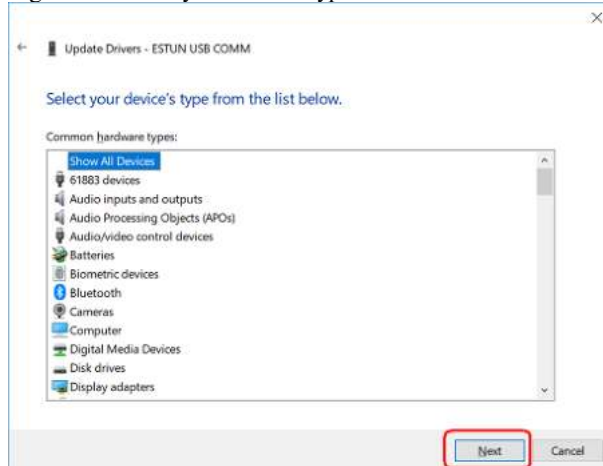 Update Drivers - ESTUN USB COMM
Select your device's type from the list below.
Common hardware types:
Show All Devices
61883 devices
Audio inputs and outputs
Audio Processing Objects (APOs)
Audio/video control devices
Batteries
Biometric devices
Bluetooth
Cameras
Computer
Digital Media Devices
Disk drives
Display adapters
Next Cancel